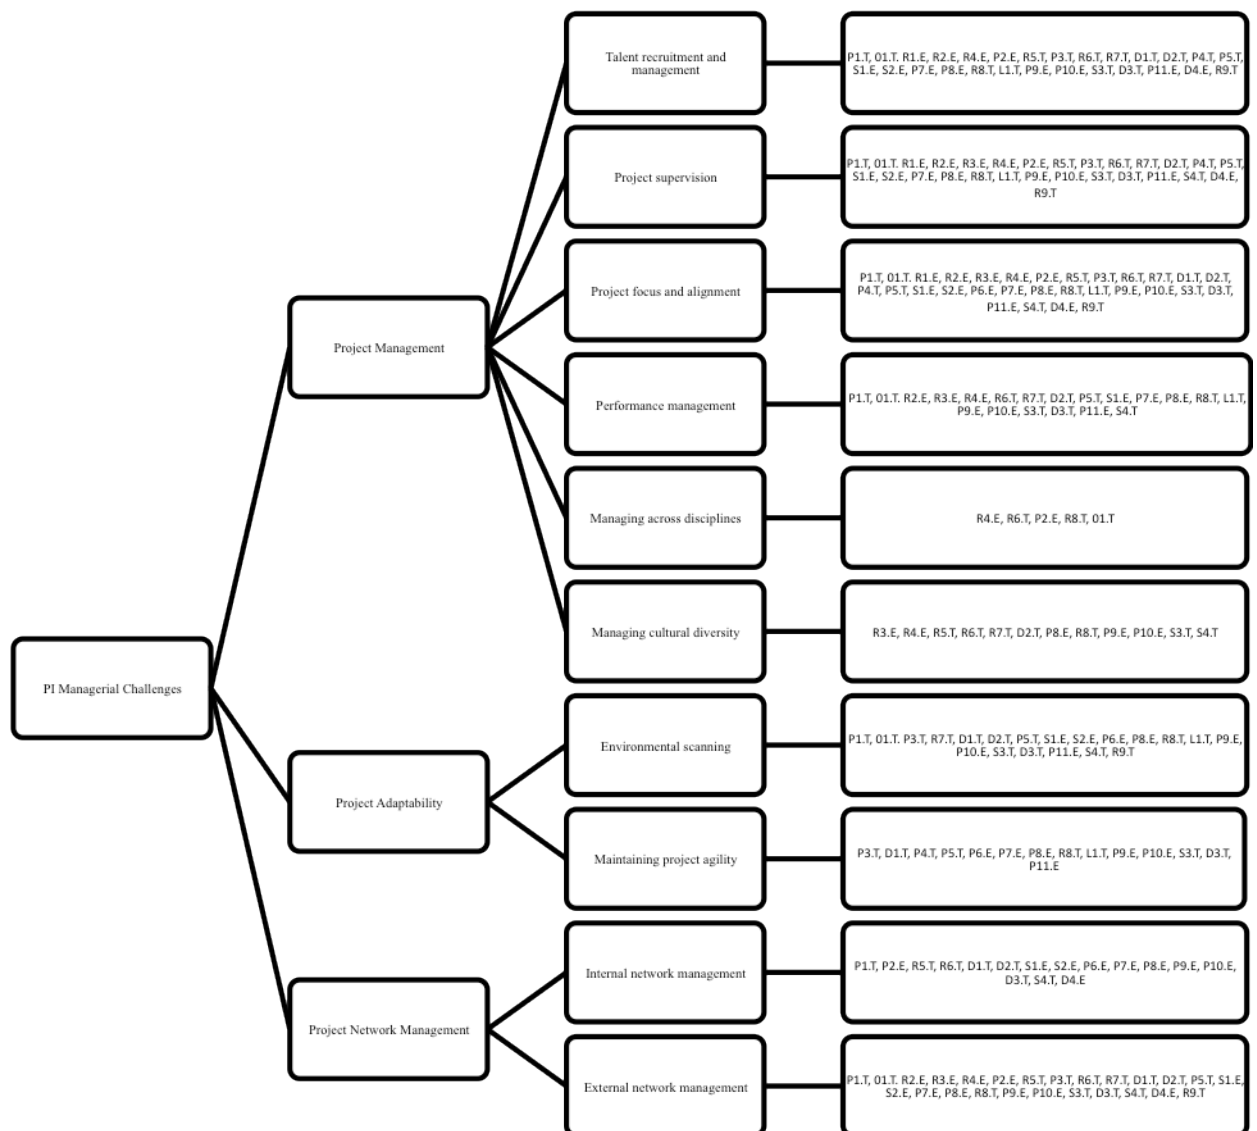 Talent recruitment and
management
P1.T, 01.T. R1.E, R2.E, R4.E, P2.E, R5.T, P3.T, R6.T, R7.T, D1.T, D2.T, P4.T, P5.T,
S1.E, S2.E, P7.E, P8.E, R8.T, L1.T, P9.E, P10.E, S3.T, D3.T, P11.E, D4.E, R9.T
Project supervision
P1.T, 01.T. R1.E, R2.E, R3.E, R4.E, P2.E, R5.T, P3.T, R6.T, R7.T, D2.T, P4.T, P5.T,
S1.E, S2.E, P7.E, P8.E, R8.T, L1.T, P9.E, P10.E, S3.T, D3.T, P11.E, S4.T, D4.E,
R9.T
Project focus and alignment
P1.T, 01.T. R1.E, R2.E, R3.E, R4.E, P2.E, R5.T, P3.T, R6.T, R7.T, D1.T, D2.T,
P4.T, P5.T, S1.E, S2.E, P6.E, P7.E, P8.E, R8.T, L1.T, P9.E, P10.E, S3.T, D3.T,
P11.E, S4.T, D4.E, R9.T
Project Management
Performance management
P1.T, 01.T. R2.E, R3.E, R4.E, R6.T, R7.T, D2.T, P5.T, S1.E, P7.E, P8.E, R8.T, L1.T,
P9.E, P10.E, S3.T, D3.T, P11.E, S4.T
Managing across disciplines
R4.E, R6.T, P2.E, R8.T, 01.T
Managing cultural diversity
R3.E, R4.E, R5.T, R6.T, R7.T, D2.T, P8.E, R8.T, P9.E, P10.E, S3.T, S4.T
PI Managerial Challenges
Environmental scanning
P1.T, 01.T. P3.T, R7.T, D1.T, D2.T, P5.T, S1.E, S2.E, P6.E, P8.E, R8.T, L1.T, P9.E,
P10.E, S3.T, D3.T, P11.E, S4.T, R9.T
Project Adaptability
Maintaining project agility
P3.T, D1.T, P4.T, P5.T, P6.E, P7.E, P8.E, R8.T, L1.T, P9.E, P10.E, S3.T, D3.T,
P11.E
Internal network management
P1.T, P2.E, R5.T, R6.T, D1.T, D2.T, S1.E, S2.E, P6.E, P7.E, P8.E, P9.E, P10.E,
D3.T, S4.T, D4.E
Project Network Management
External network management
P1.T, 01.T. R2.E, R3.E, R4.E, P2.E, R5.T, P3.T, R6.T, R7.T, D1.T, D2.T, P5.T, S1.E,
S2.E, P7.E, P8.E, R8.T, P9.E, P10.E, S3.T, D3.T, S4.T, D4.E, R9.T